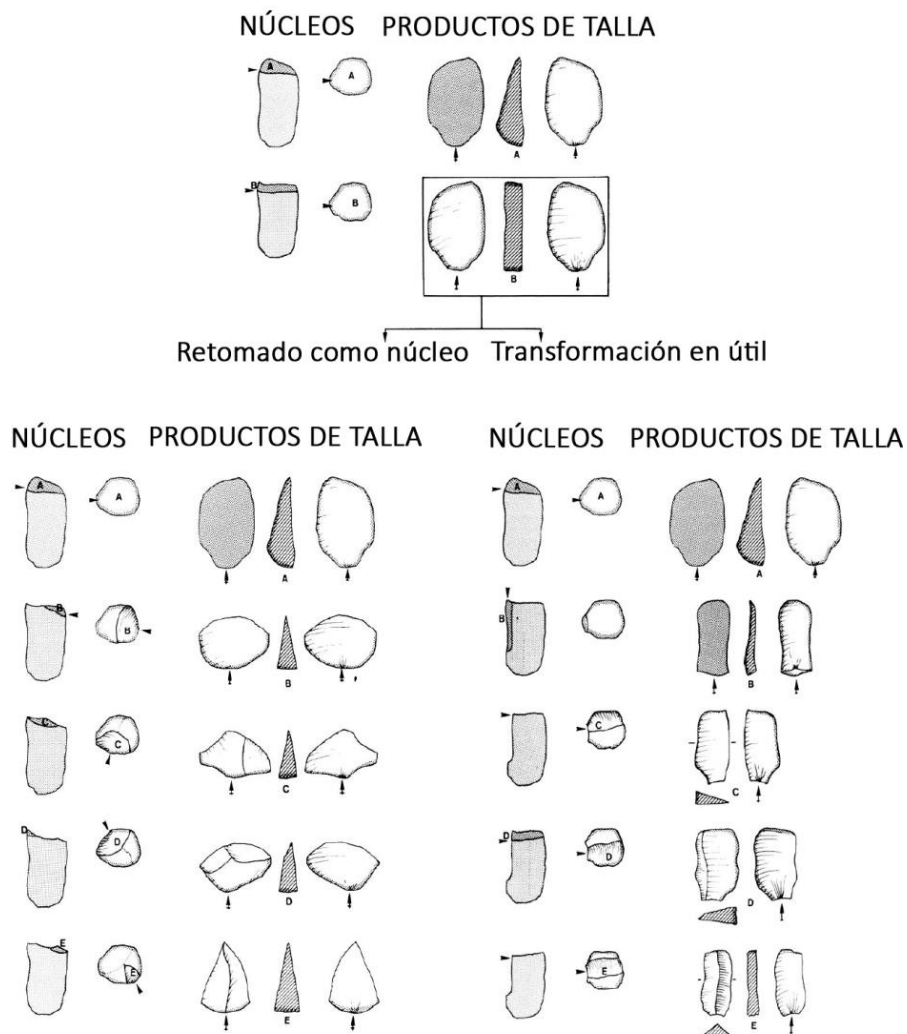 NÚCLEOS PRODUCTOS DE TALLA
A A
A
B B
B
Retomado como núcleo Transformación en útil
NÚCLEOS PRODUCTOS DE TALLA
A A
A
B B
B
C C
C
D D
D
E E
E
NÚCLEOS PRODUCTOS DE TALLA
A A
A
B
B
C
C
D D
D
E
E